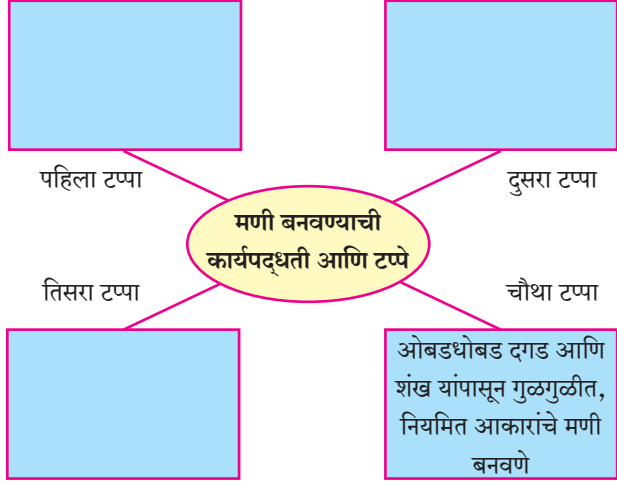 पहिला टप्पा
दुसरा टप्पा
मणी बनवण्याची
कार्यपद्धती आणि टप्पे
तिसरा टप्पा
चौथा टप्पा
ओबडधोबड दगड आणि
शंख यांपासून गुळगुळीत,
नियमित आकारांचे मणी
बनवणे